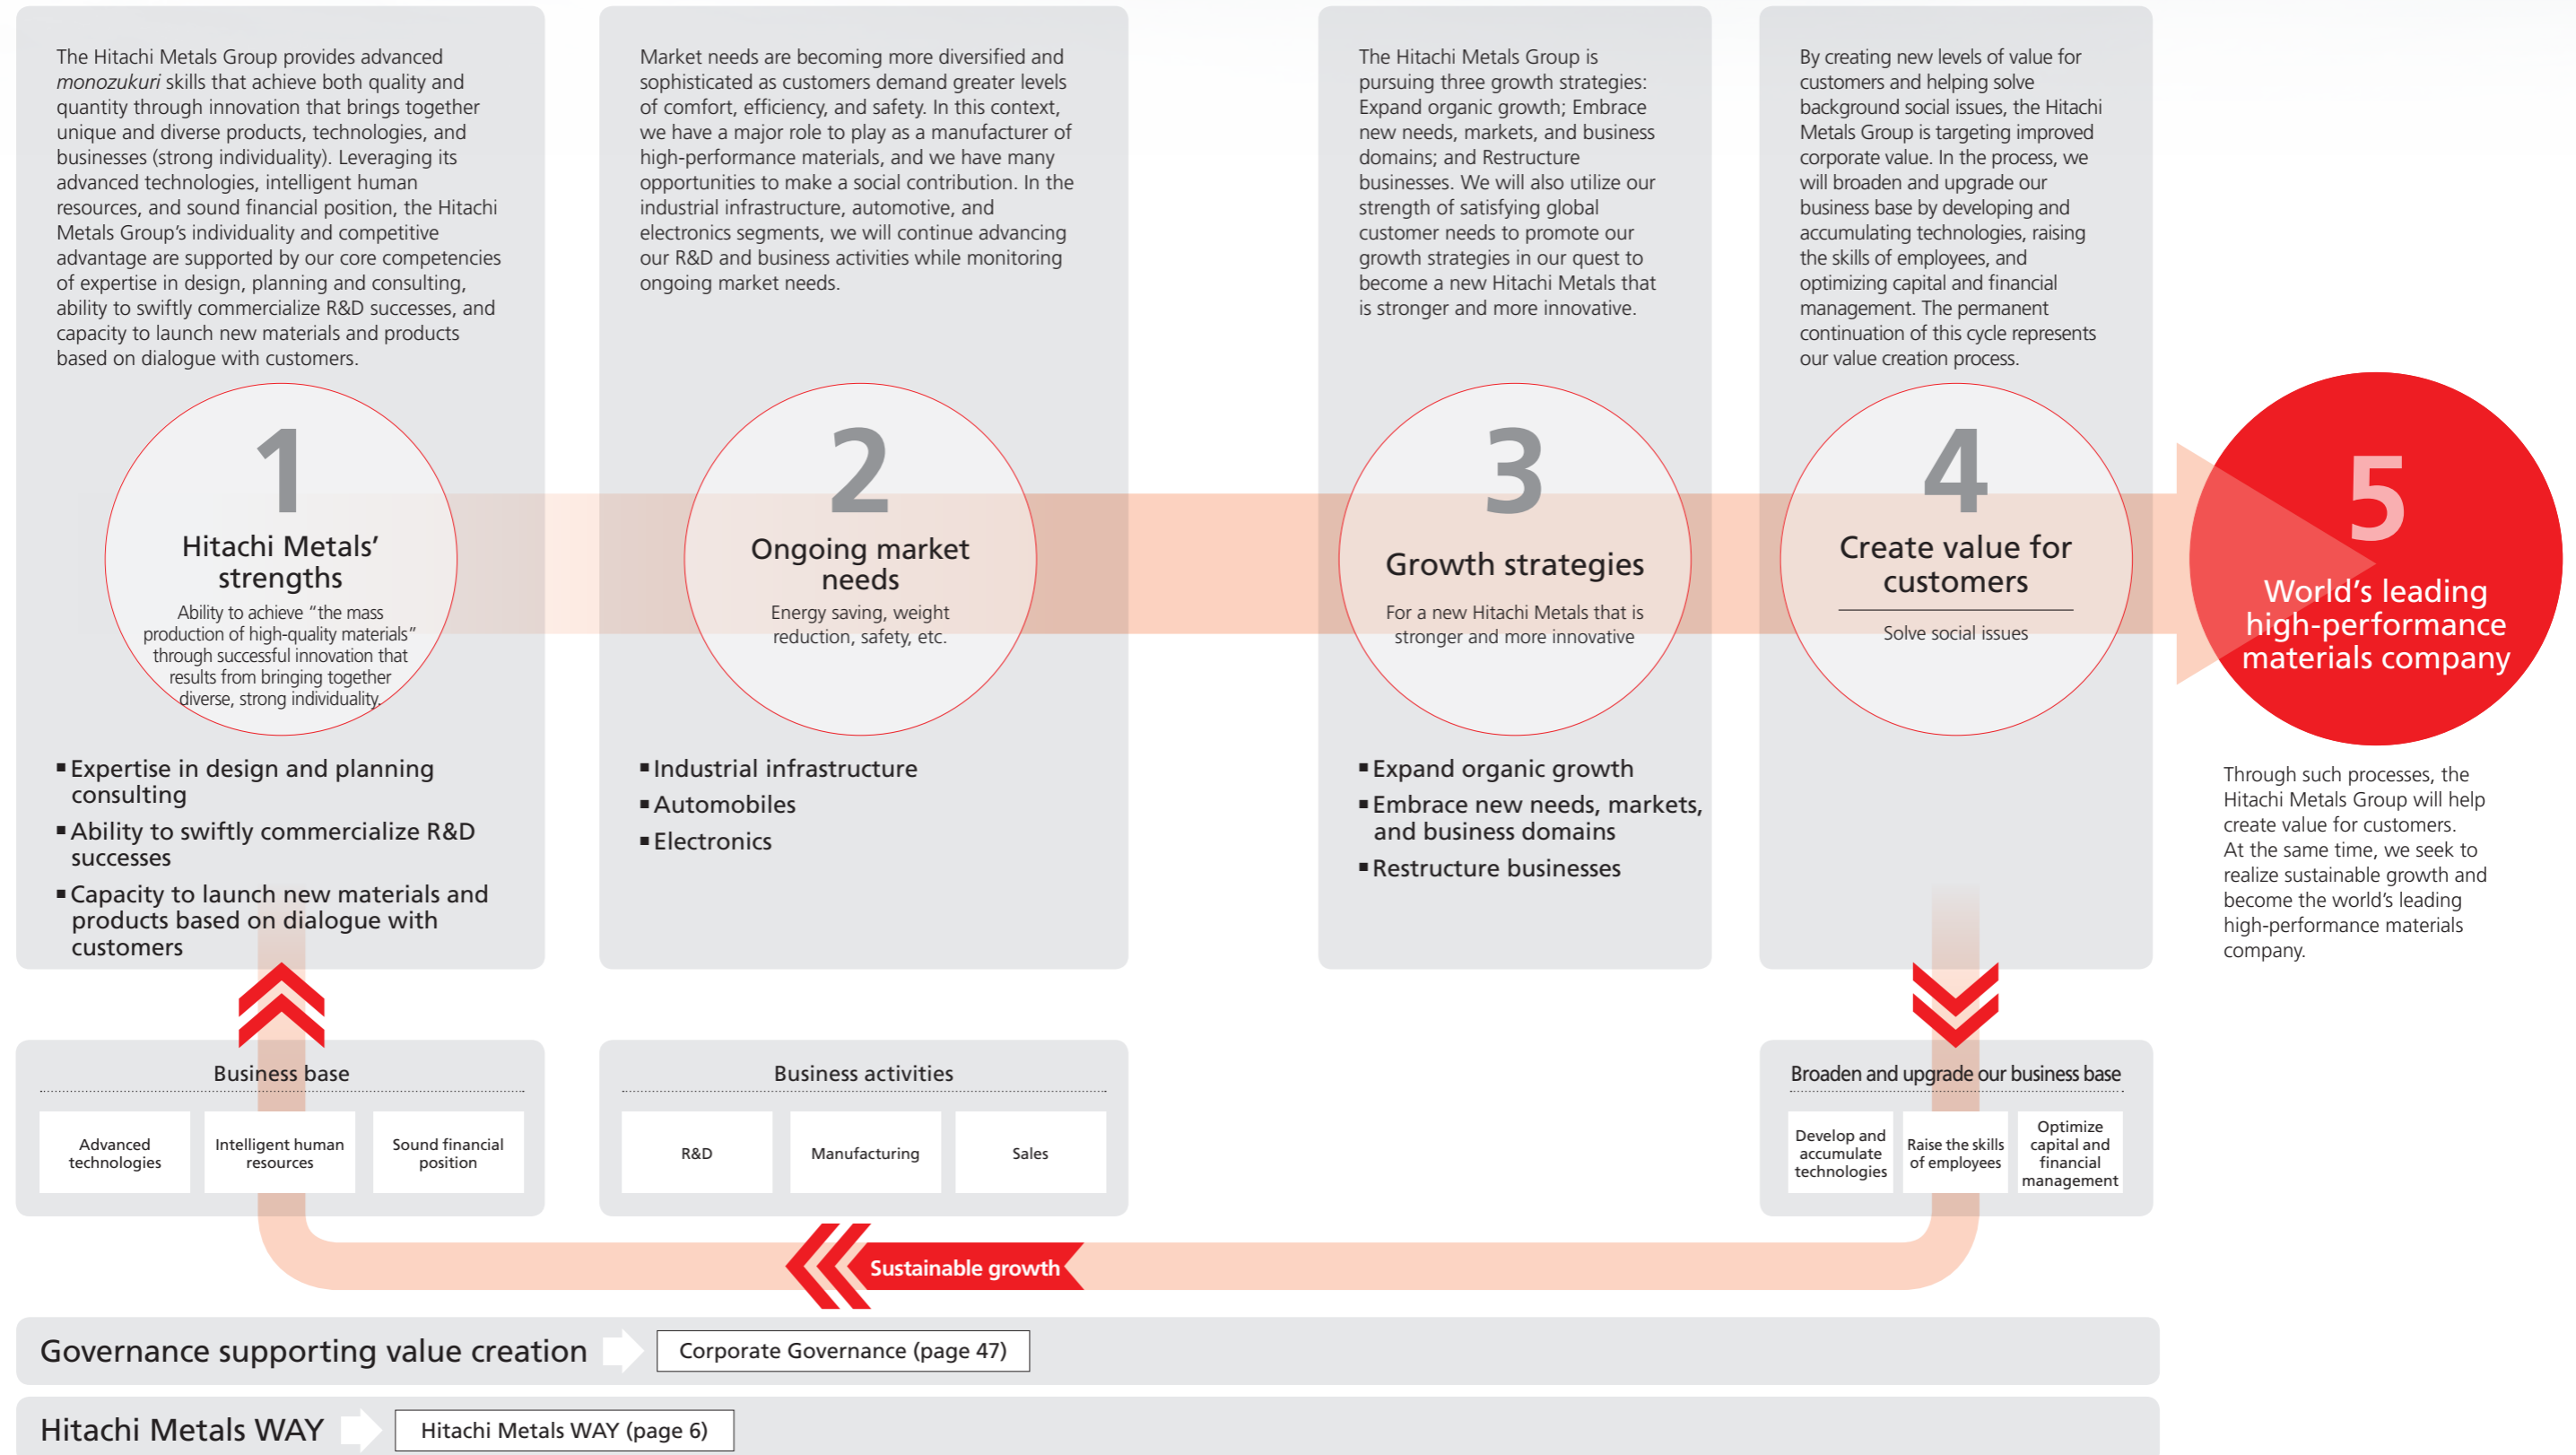 The Hitachi Metals Group provides advanced
monozukuri skills that achieve both quality and
quantity through innovation that brings together
unique and diverse products, technologies, and
businesses (strong individuality). Leveraging its
advanced technologies, intelligent human
resources, and sound financial position, the Hitachi
Metals Group's individuality and competitive
advantage are supported by our core competencies
of expertise in design, planning and consulting,
ability to swiftly commercialize R&D successes, and
capacity to launch new materials and products
based on dialogue with customers.
1
Hitachi Metals'
strengths
Ability to achieve “the mass
production of high-quality materials”
through successful innovation that
results from bringing together
diverse, strong individuality.
▪ Expertise in design and planning
consulting
▪ Ability to swiftly commercialize R&D
successes
▪ Capacity to launch new materials and
products based on dialogue with
customers
Market needs are becoming more diversified and
sophisticated as customers demand greater levels
of comfort, efficiency, and safety. In this context,
we have a major role to play as a manufacturer of
high-performance materials, and we have many
opportunities to make a social contribution. In the
industrial infrastructure, automotive, and
electronics segments, we will continue advancing
our R&D and business activities while monitoring
ongoing market needs.
2
Ongoing market
needs
Energy saving, weight
reduction, safety, etc.
▪ Industrial infrastructure
▪ Automobiles
▪ Electronics
The Hitachi Metals Group is
pursuing three growth strategies:
Expand organic growth; Embrace
new needs, markets, and business
domains; and Restructure
businesses. We will also utilize our
strength of satisfying global
customer needs to promote our
growth strategies in our quest to
become a new Hitachi Metals that
is stronger and more innovative.
3
Growth strategies
For a new Hitachi Metals that is
stronger and more innovative
▪ Expand organic growth
▪ Embrace new needs, markets,
and business domains
▪ Restructure businesses
By creating new levels of value for
customers and helping solve
background social issues, the Hitachi
Metals Group is targeting improved
corporate value. In the process, we
will broaden and upgrade our
business base by developing and
accumulating technologies, raising
the skills of employees, and
optimizing capital and financial
management. The permanent
continuation of this cycle represents
our value creation process.
4
Create value for
customers
Solve social issues
5
World's leading
high-performance
materials company
Through such processes, the
Hitachi Metals Group will help
create value for customers.
At the same time, we seek to
realize sustainable growth and
become the world's leading
high-performance materials
company.
Business base
Advanced
technologies
Intelligent human
resources
Sound financial
position
Business activities
R&D
Manufacturing
Sales
Broaden and upgrade our business base
Develop and
accumulate
technologies
Raise the skills
of employees
Optimize
capital and
financial
management
Sustainable growth
Governance supporting value creation
Corporate Governance (page 47)
Hitachi Metals WAY
Hitachi Metals WAY (page 6)